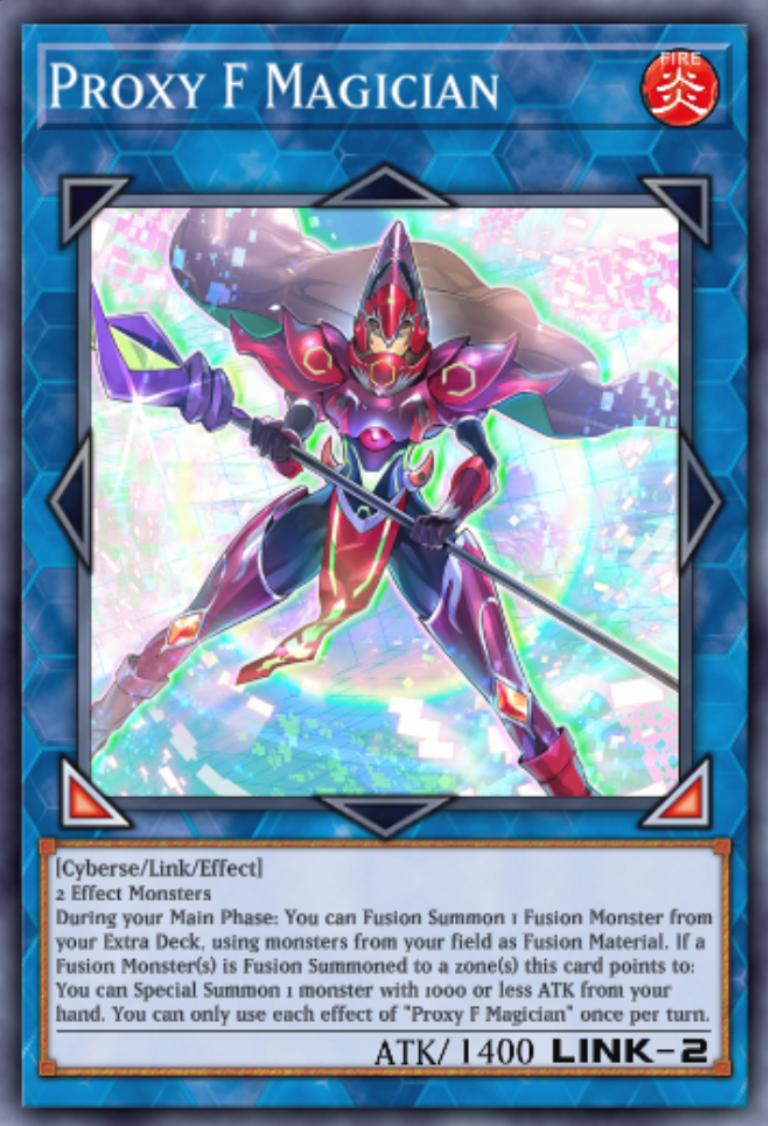 PROXY F MAGICIAN
FIRE
炎
[Cyberse/Link/Effect]
2 Effect Monsters
During your Main Phase: You can Fusion Summon 1 Fusion Monster from
your Extra Deck, using monsters from your field as Fusion Material. If a
Fusion Monster(s) is Fusion Summoned to a zone(s) this card points to:
You can Special Summon 1 monster with 1000 or less ATK from your
hand. You can only use each effect of "Proxy F Magician" once per turn.
ATK/ 1400 LINK-2